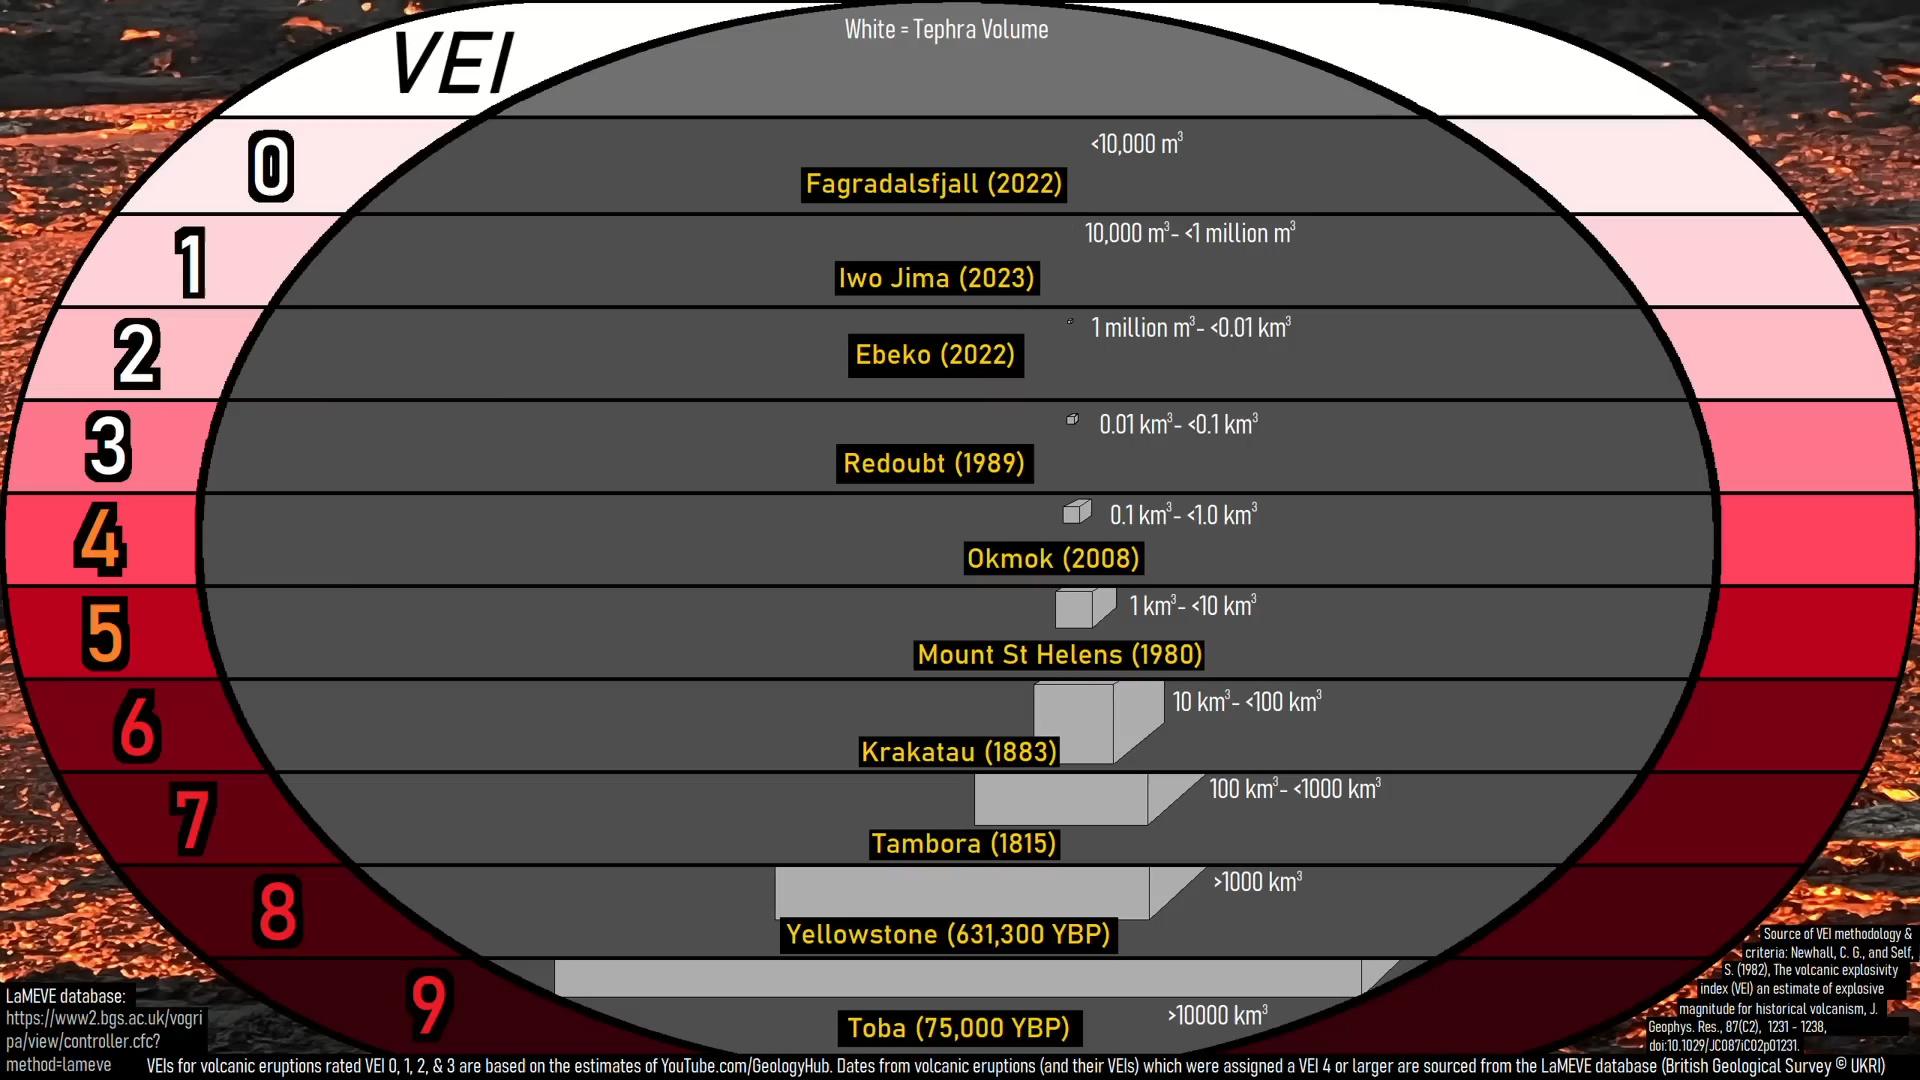 White = Tephra Volume
VEI
0
<10,000 m³
Fagradalsfjall (2022)
1
10,000 m³- <1 million m³
Iwo Jima (2023)
2
1 million m³- <0.01 km³
Ebeko (2022)
3
0.01 km³- <0.1 km³
Redoubt (1989)
4
0.1 km³- <1.0 km³
Okmok (2008)
5
1 km³- <10 km³
Mount St Helens (1980)
6
10 km³- <100 km³
Krakatau (1883)
7
100 km³- <1000 km³
Tambora (1815)
8
>1000 km³
Yellowstone (631,300 YBP)
9
>10000 km³
Toba (75,000 YBP)
Source of VEI methodology &
criteria: Newhall, C. G., and Self,
S. (1982), The volcanic explosivity
index (VEI) an estimate of explosive
magnitude for historical volcanism, J.
Geophys. Res., 87(C2), 1231 - 1238,
doi:10.1029/JC087iC02p01231.
LaMEVE database:
https://www2.bgs.ac.uk/vogri
pa/view/controller.cfc?
method=lameve
VEIs for volcanic eruptions rated VEI 0, 1, 2, & 3 are based on the estimates of YouTube.com/GeologyHub. Dates from volcanic eruptions (and their VEIs) which were assigned a VEI 4 or larger are sourced from the LaMEVE database (British Geological Survey © UKRI)